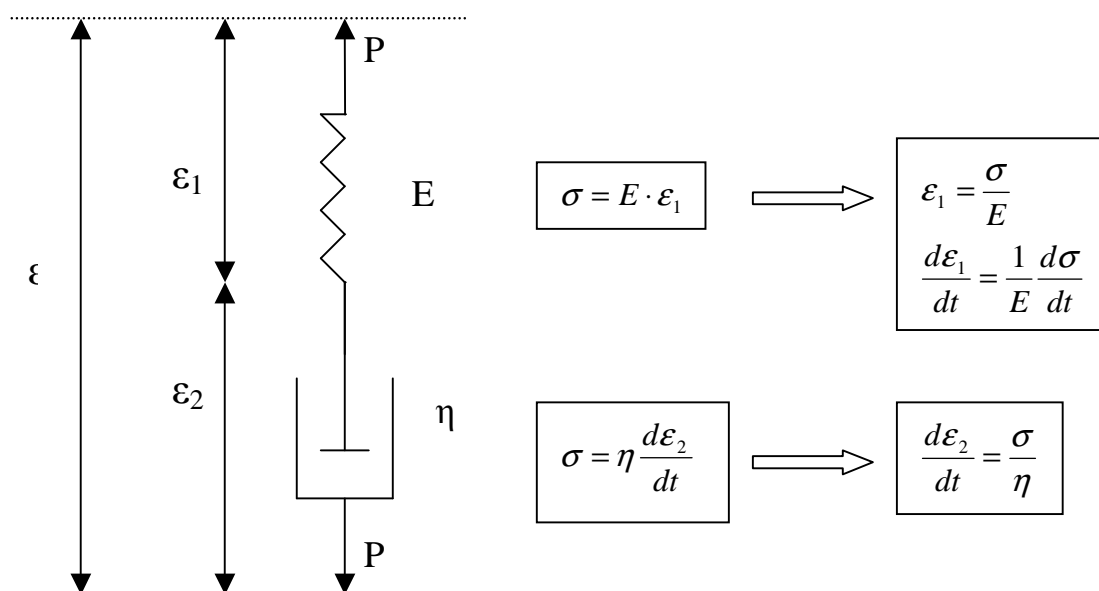 P
ε₁
E
σ = E · ε₁
ε₁ = σ/E
dε₁/dt = 1/E dσ/dt
ε
ε₂
η
σ = η dε₂/dt
dε₂/dt = σ/η
P